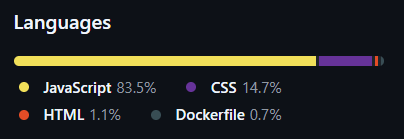 Languages
JavaScript 83.5% CSS 14.7%
HTML 1.1% Dockerfile 0.7%